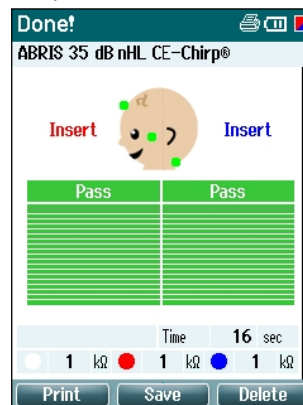 Done!
ABRIS 35 dB nHL CE-Chirp®
Insert Insert
Pass Pass
Time 16 sec
1 kΩ 1 kΩ 1 kΩ
Print Save Delete